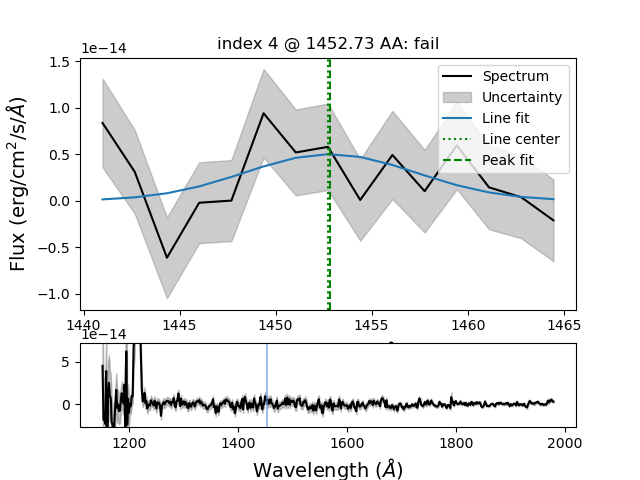 index 4 @ 1452.73 AA: fail
1e−14
1.5
1.0
0.5
0.0
−0.5
−1.0
Flux (erg/cm²/s/Å)
Spectrum
Uncertainty
Line fit
Line center
Peak fit
1440 1445 1450 1455 1460 1465
1e−14
5
0
1200 1400 1600 1800 2000
Wavelength (Å)